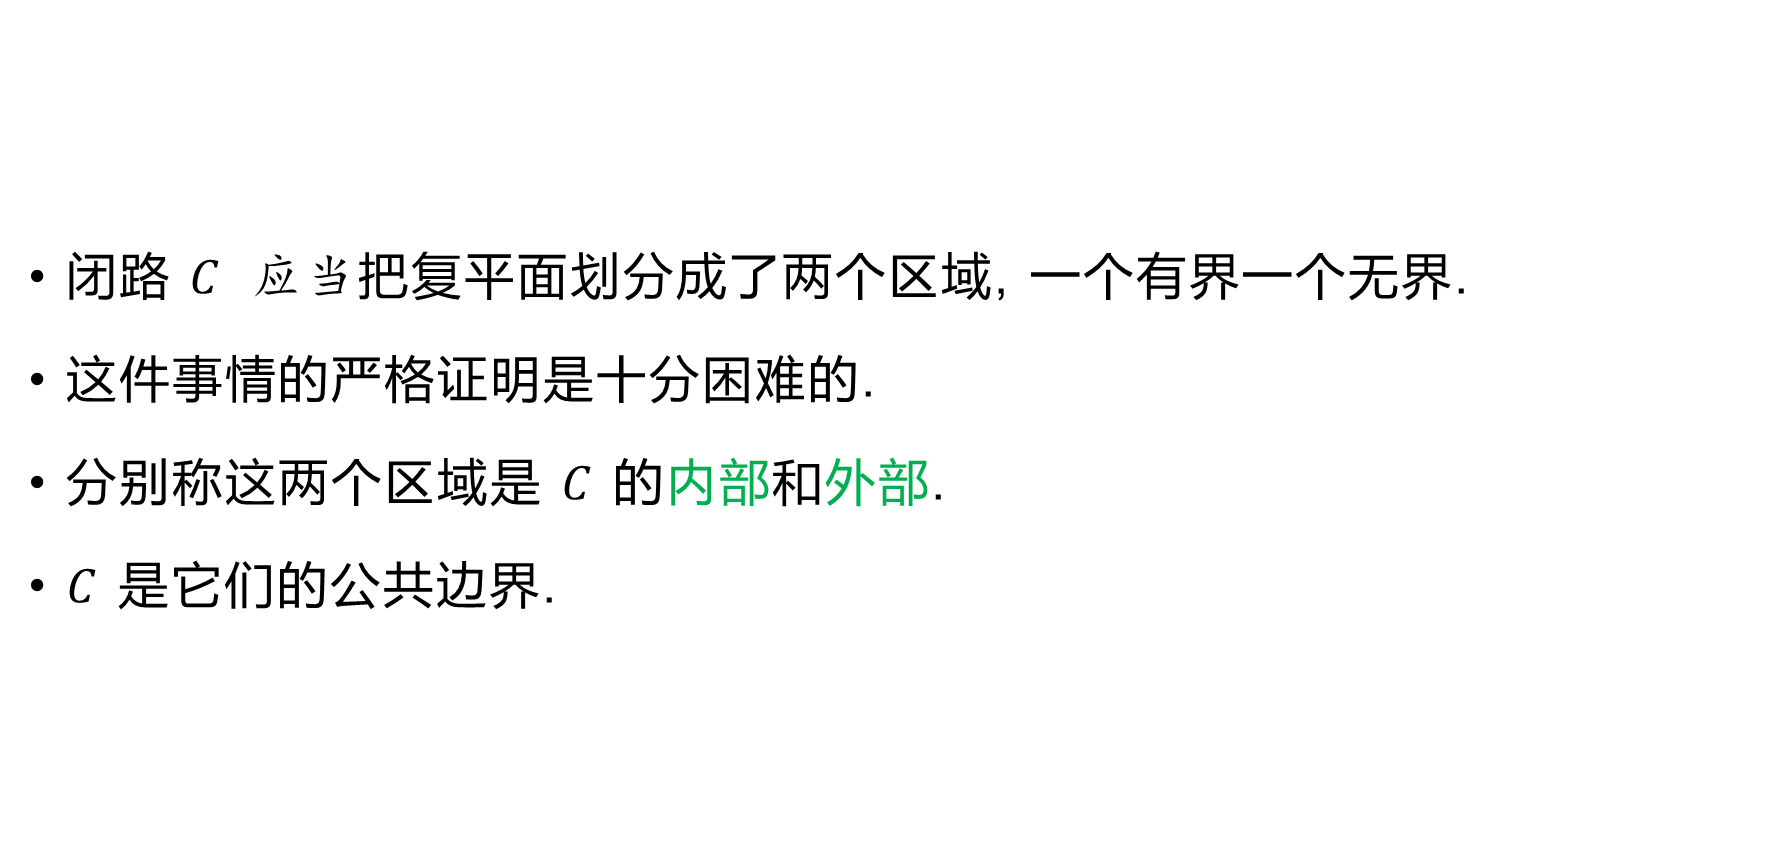 • 闭路 C 应当把复平面划分成了两个区域, 一个有界一个无界.
• 这件事情的严格证明是十分困难的.
• 分别称这两个区域是 C 的内部和外部.
• C 是它们的公共边界.